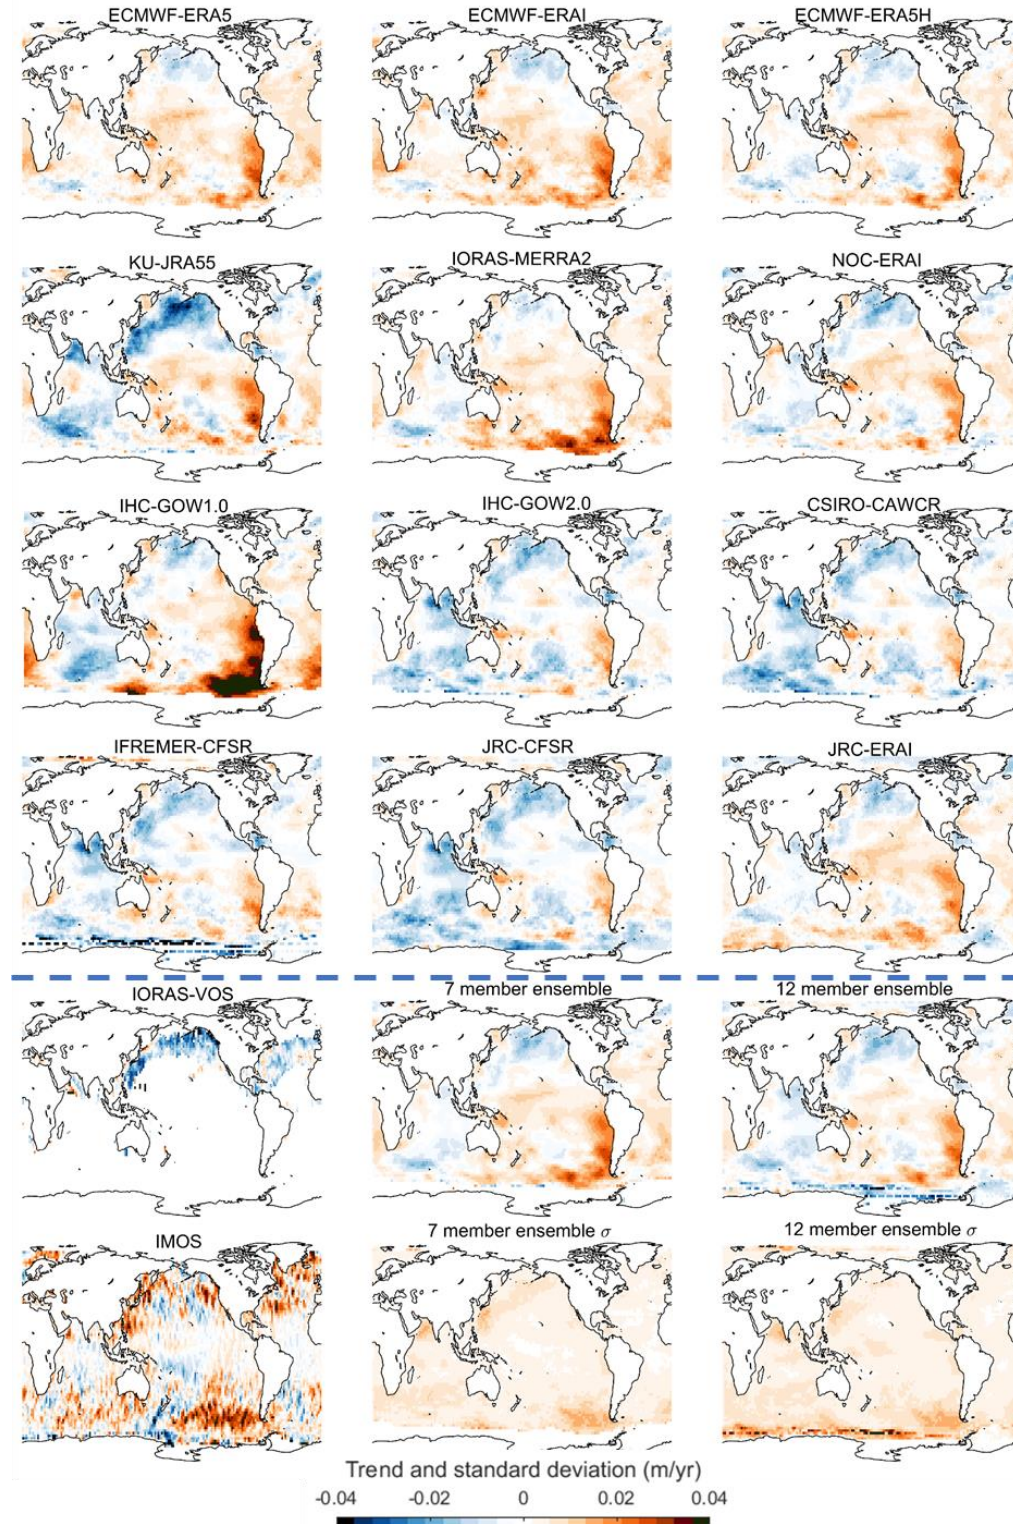 ECMWF-ERA5
ECMWF-ERAI
ECMWF-ERA5H
KU-JRA55
IORAS-MERRA2
NOC-ERAI
IHC-GOW1.0
IHC-GOW2.0
CSIRO-CAWCR
IFREMER-CFSR
JRC-CFSR
JRC-ERAI
IORAS-VOS
7 member ensemble
12 member ensemble
IMOS
7 member ensemble σ
12 member ensemble σ
Trend and standard deviation (m/yr)
-0.04 -0.02 0 0.02 0.04